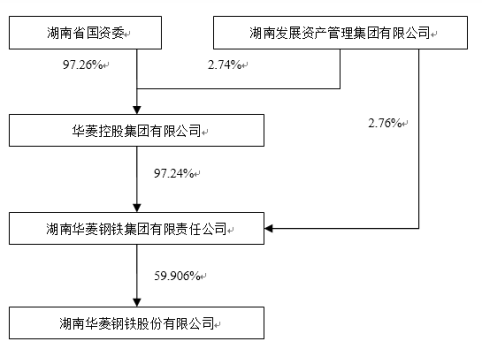 湖南省国资委
湖南发展资产管理集团有限公司
97.26%
2.74%
华菱控股集团有限公司
2.76%
97.24%
湖南华菱钢铁集团有限责任公司
59.906%
湖南华菱钢铁股份有限公司